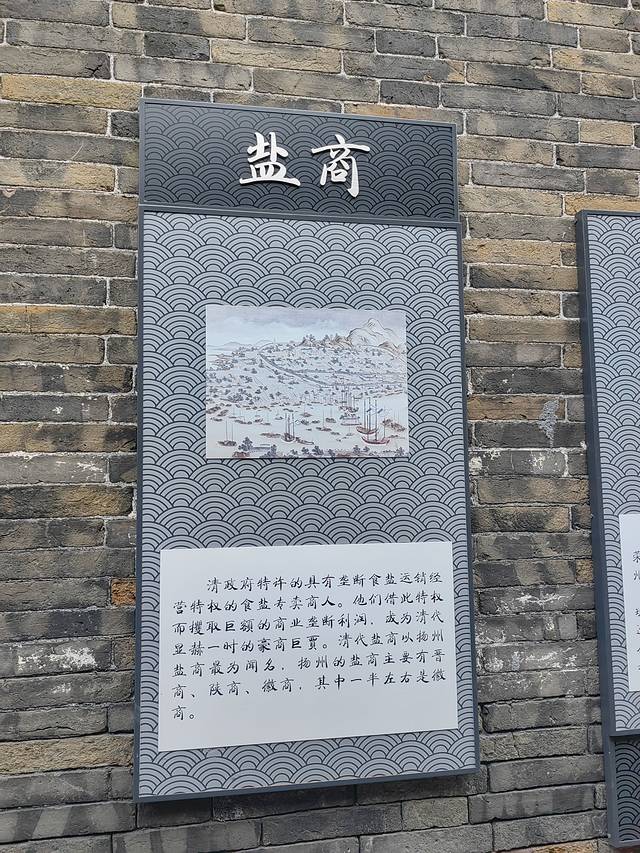 盐商
清政府特许的具有垄断食盐运销经
营特权的食盐专卖商人。他们借此特权
而攫取巨额的商业垄断利润，成为清代
显赫一时的豪商巨贾。清代盐商以扬州
盐商最为闻名，扬州的盐商主要有晋
商、陕商、徽商，其中一半左右是徽
商。